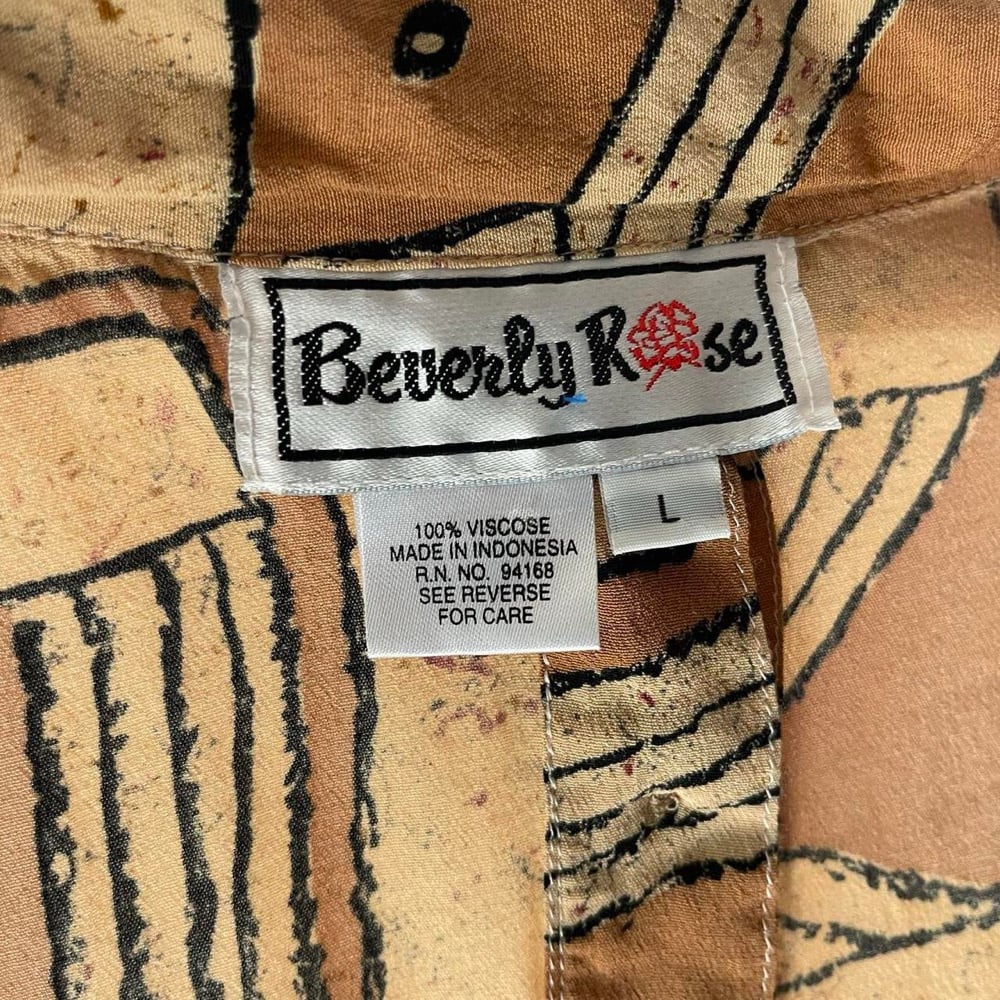 Beverly Rose
L
100% VISCOSE
MADE IN INDONESIA
R.N. NO. 94168
SEE REVERSE
FOR CARE